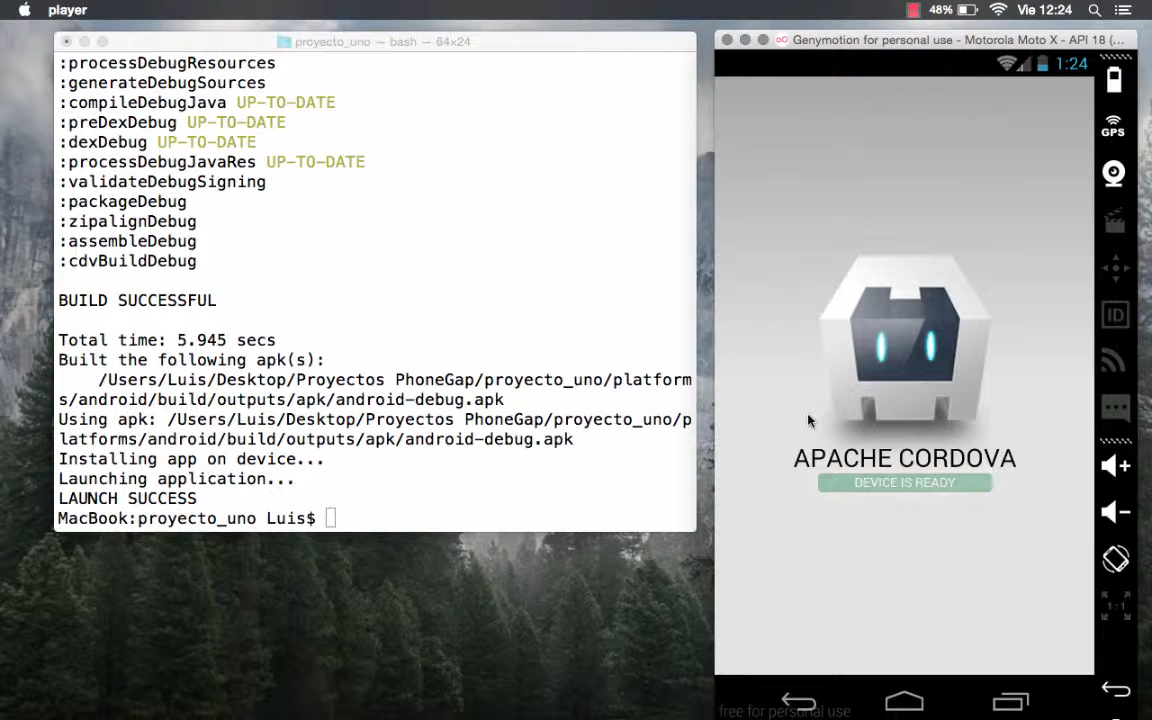 player
48%
Vie 12:24
proyecto_uno — bash — 64x24
:processDebugResources
:generateDebugSources
:compileDebugJava UP-TO-DATE
:preDexDebug UP-TO-DATE
:dexDebug UP-TO-DATE
:processDebugJavaRes UP-TO-DATE
:validateDebugSigning
:packageDebug
:zipalignDebug
:assembleDebug
:cdvBuildDebug
BUILD SUCCESSFUL
Total time: 5.945 secs
Built the following apk(s):
/Users/Luis/Desktop/Proyectos PhoneGap/proyecto_uno/platform
s/android/build/outputs/apk/android-debug.apk
Using apk: /Users/Luis/Desktop/Proyectos PhoneGap/proyecto_uno/p
latforms/android/build/outputs/apk/android-debug.apk
Installing app on device...
Launching application...
LAUNCH SUCCESS
MacBook:proyecto_uno Luis$
Genymotion for personal use - Motorola Moto X - API 18 (...
1:24
GPS
ID
1:1
APACHE CORDOVA
DEVICE IS READY
free for personal use